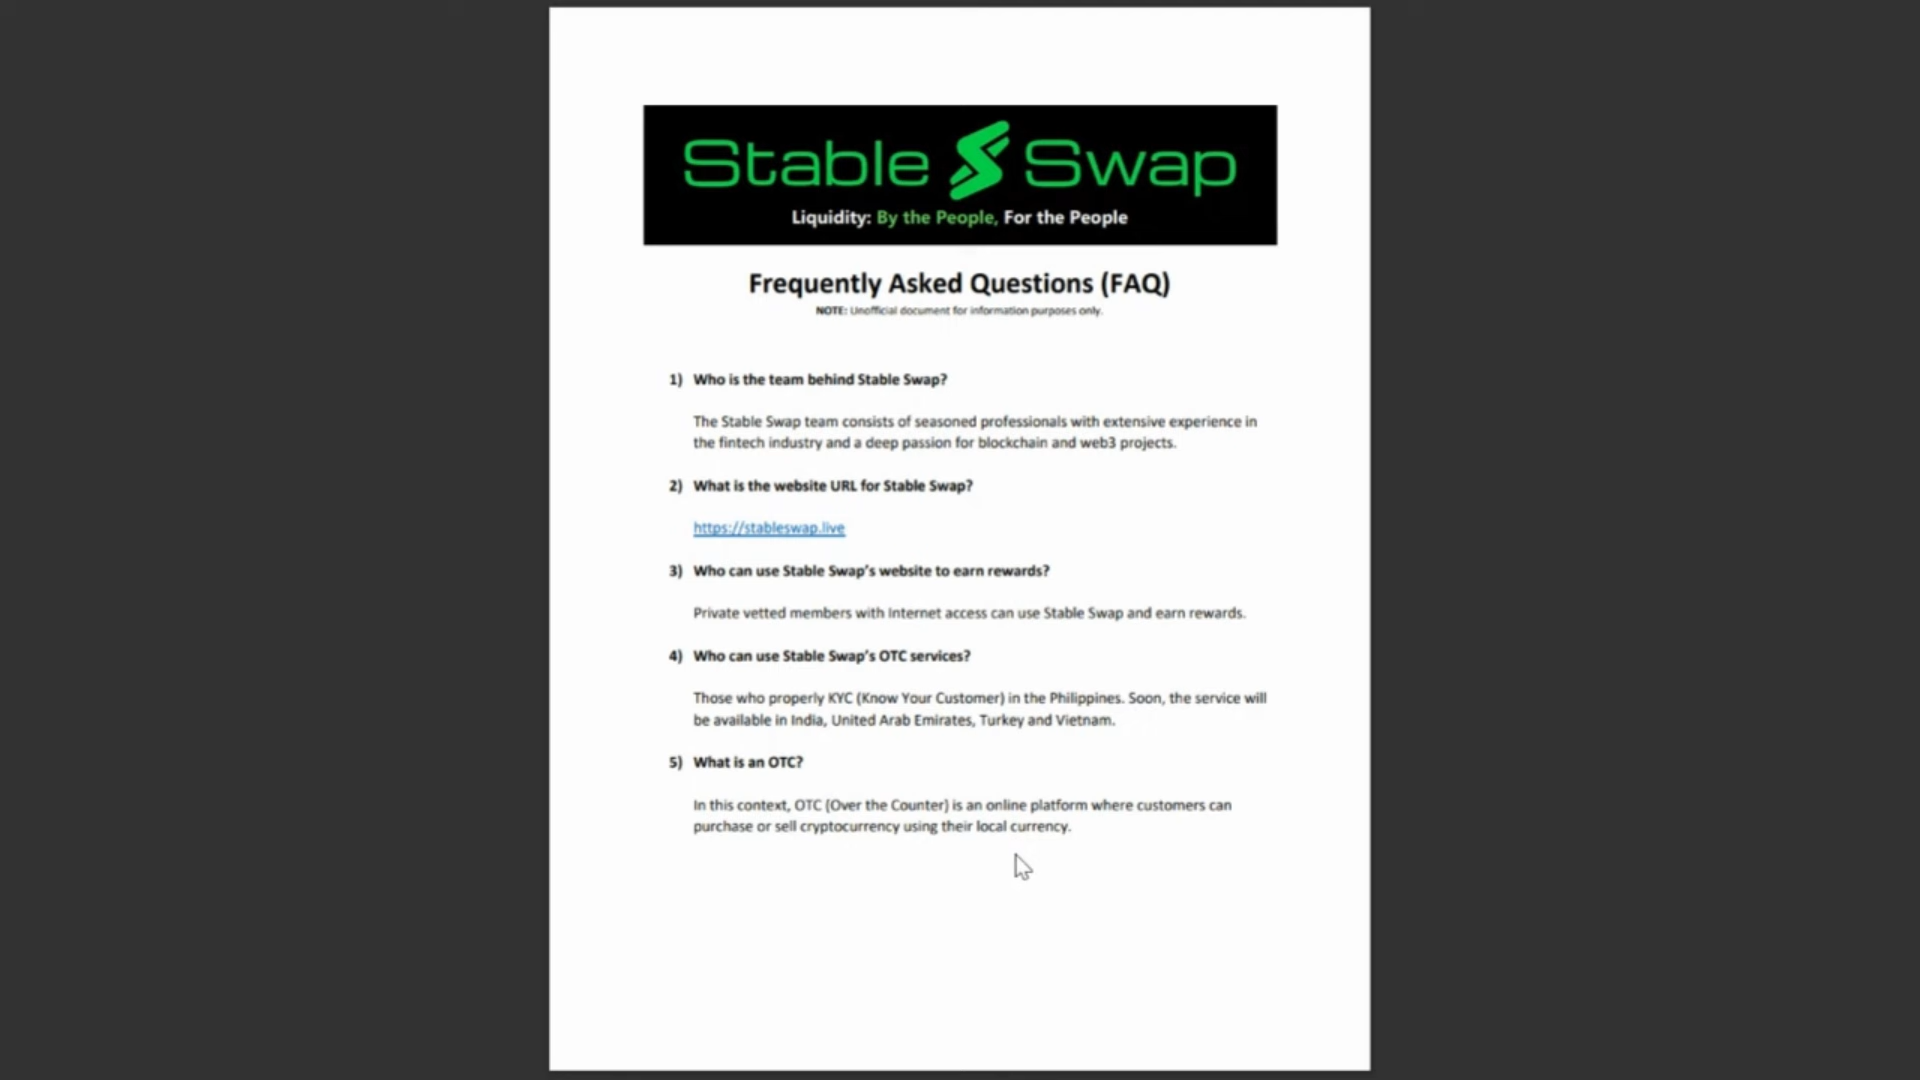 Stable Swap
Liquidity: By the People, For the People
Frequently Asked Questions (FAQ)
NOTE: Unofficial document for information purposes only.
1) Who is the team behind Stable Swap?
The Stable Swap team consists of seasoned professionals with extensive experience in
the fintech industry and a deep passion for blockchain and web3 projects.
2) What is the website URL for Stable Swap?
https://stableswap.live
3) Who can use Stable Swap's website to earn rewards?
Private vetted members with Internet access can use Stable Swap and earn rewards.
4) Who can use Stable Swap's OTC services?
Those who properly KYC (Know Your Customer) in the Philippines. Soon, the service will
be available in India, United Arab Emirates, Turkey and Vietnam.
5) What is an OTC?
In this context, OTC (Over the Counter) is an online platform where customers can
purchase or sell cryptocurrency using their local currency.